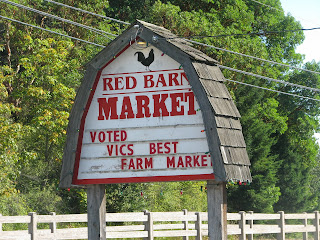 RED BARN
MARKET
VOTED
VICS BEST
FARM MARKET